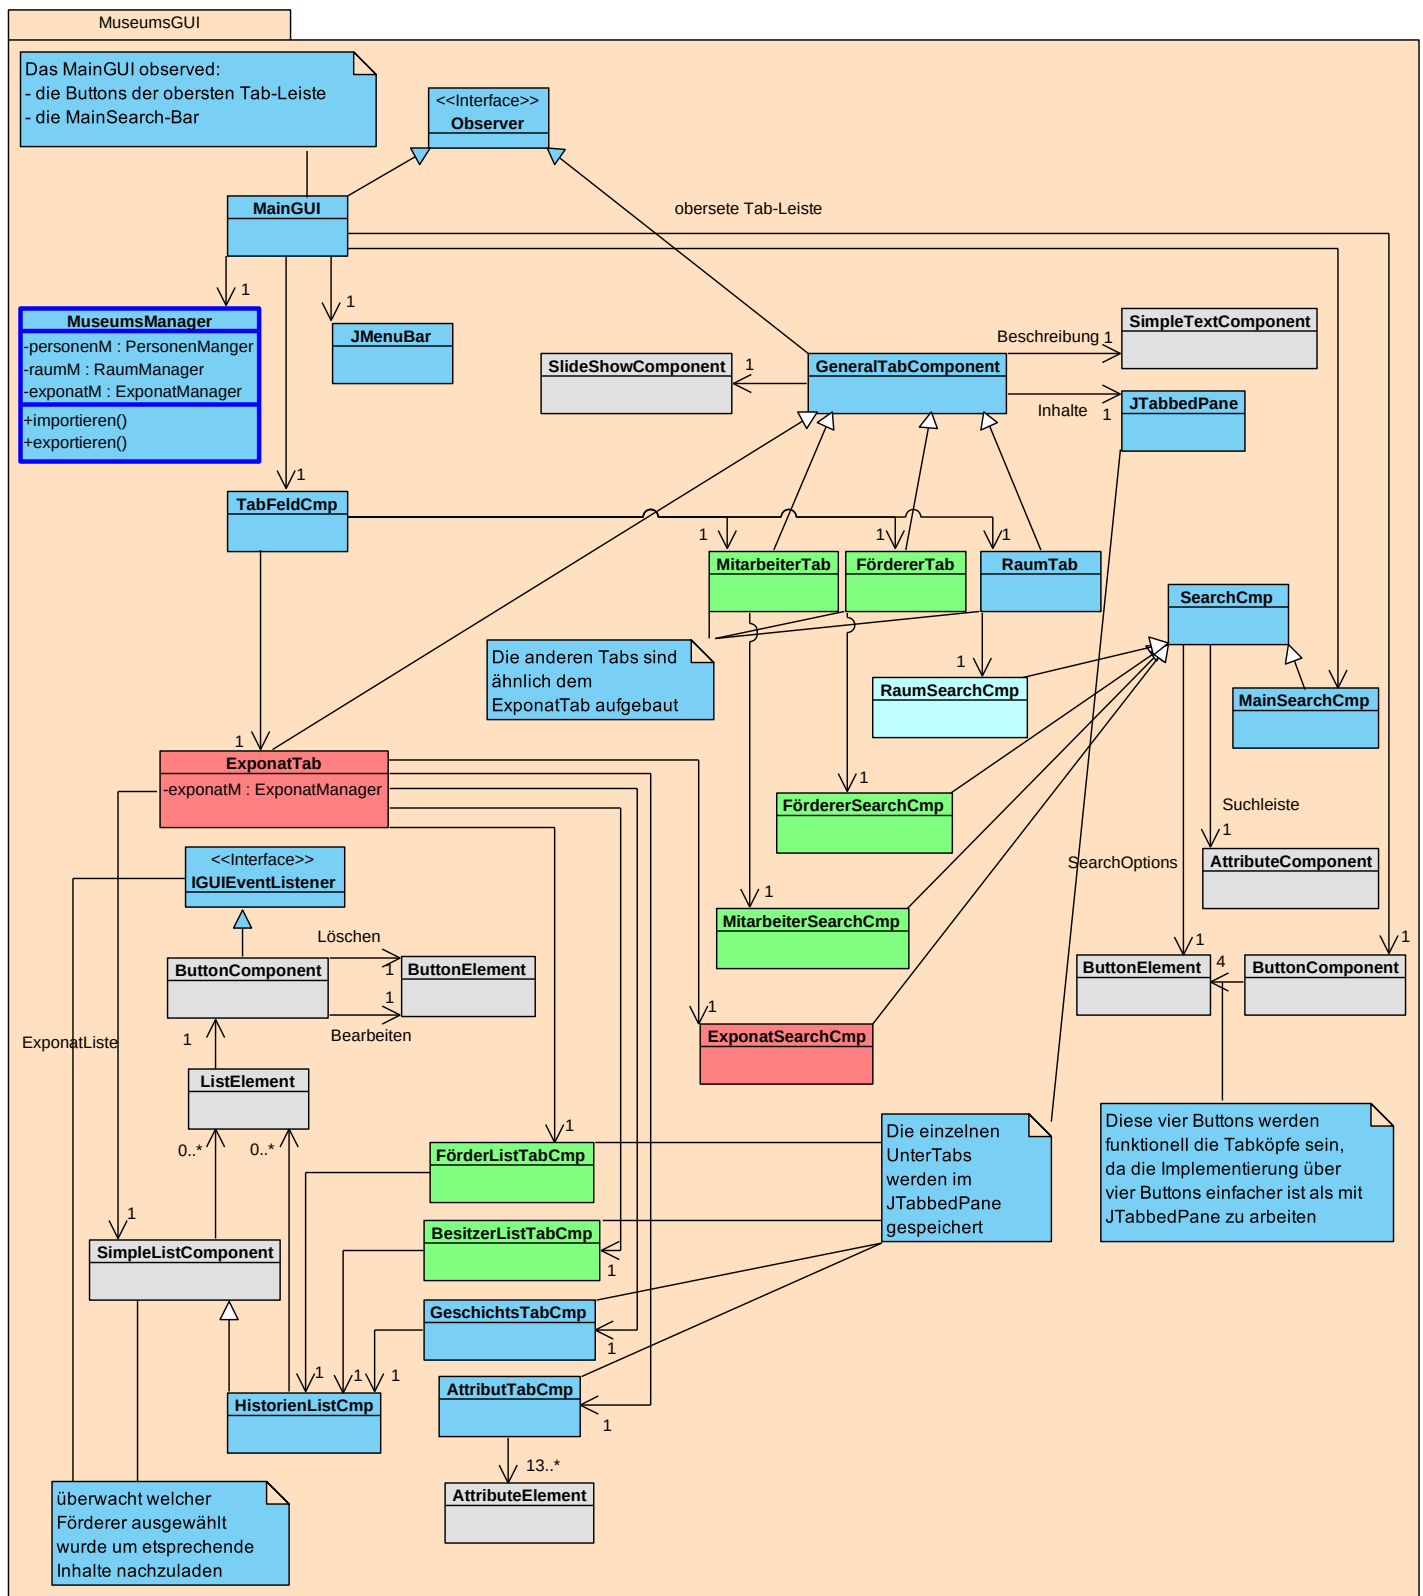 MuseumsGUI
Das MainGUI observed:
- die Buttons der obersten Tab-Leiste
- die MainSearch-Bar
<<Interface>>
Observer
MainGUI
obersete Tab-Leiste
1
1
MuseumsManager
-personenM : PersonenManger
-raumM : RaumManager
-exponatM : ExponatManager
+importieren()
+exportieren()
JMenuBar
SlideShowComponent
1
GeneralTabComponent
Beschreibung
1
SimpleTextComponent
Inhalte
1
JTabbedPane
1
TabFeldCmp
1
1
1
MitarbeiterTab
FördererTab
RaumTab
SearchCmp
Die anderen Tabs sind
ähnlich dem
ExponatTab aufgebaut
1
RaumSearchCmp
MainSearchCmp
1
ExponatTab
-exponatM : ExponatManager
1
FördererSearchCmp
Suchleiste
1
AttributeComponent
SearchOptions
<<Interface>>
IGUIEventListener
1
MitarbeiterSearchCmp
Löschen
1
ButtonComponent
ButtonElement
1
Bearbeiten
1
1
4
ButtonElement
ButtonComponent
ExponatListe
1
ListElement
1
ExponatSearchCmp
0..*
0..*
1
FörderListTabCmp
Die einzelnen
UnterTabs
werden im
JTabbedPane
gespeichert
Diese vier Buttons werden
funktionell die Tabköpfe sein,
da die Implementierung über
vier Buttons einfacher ist als mit
JTabbedPane zu arbeiten
1
SimpleListComponent
BesitzerListTabCmp
1
GeschichtsTabCmp
1
1
1
1
HistorienListCmp
AttributTabCmp
1
13..*
AttributeElement
überwacht welcher
Förderer ausgewählt
wurde um etsprechende
Inhalte nachzuladen